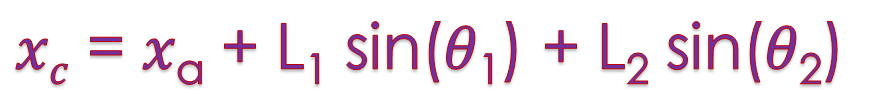 x_c = x_a + L_1 sin(θ_1) + L_2 sin(θ_2)